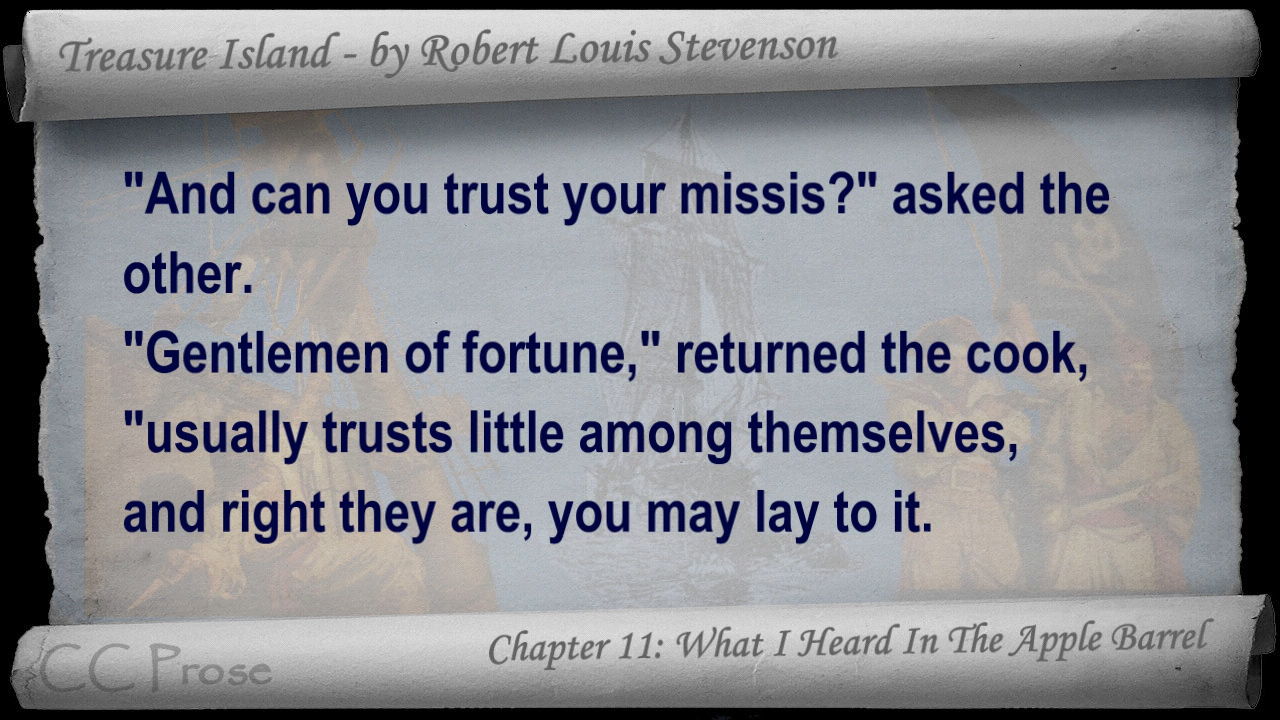 Treasure Island - by Robert Louis Stevenson
"And can you trust your missis?" asked the
other.
"Gentlemen of fortune," returned the cook,
"usually trusts little among themselves,
and right they are, you may lay to it.
Chapter 11: What I Heard In The Apple Barrel
CC Prose